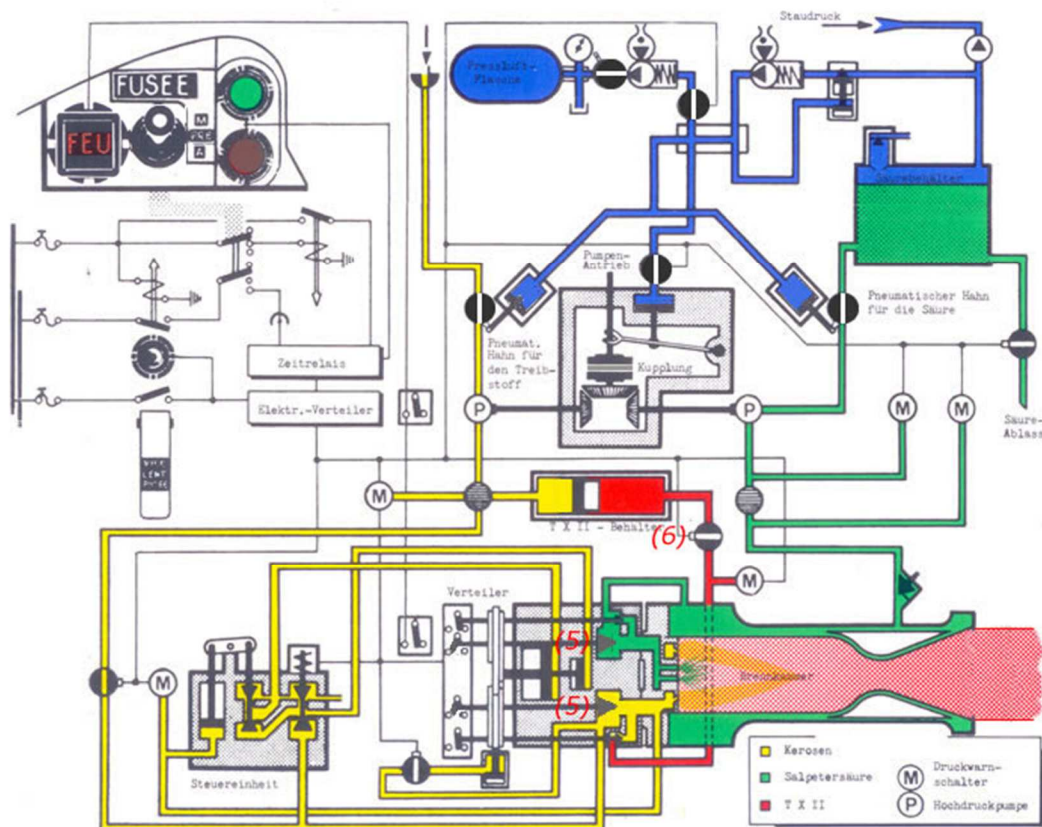 Staudruck
FUSEE
FEU
M
PRE
A
Pressluft-
Flasche
Säurebehälter
Pumpen-
Antrieb
Pneumatischer Hahn
für die Säure
Pneumat.
Hahn für
den Treib-
stoff
Kupplung
Zeitrelais
Elektr.-Verteiler
P
P
M
M
Säure-
Ablass
M
T X II - Behälter
(6)
M
Verteiler
(5)
Brennkammer
(5)
M
Steuereinheit
Kerosen
Salpetersäure
T X II
M
Druckwarn-
schalter
P
Hochdruckpumpe